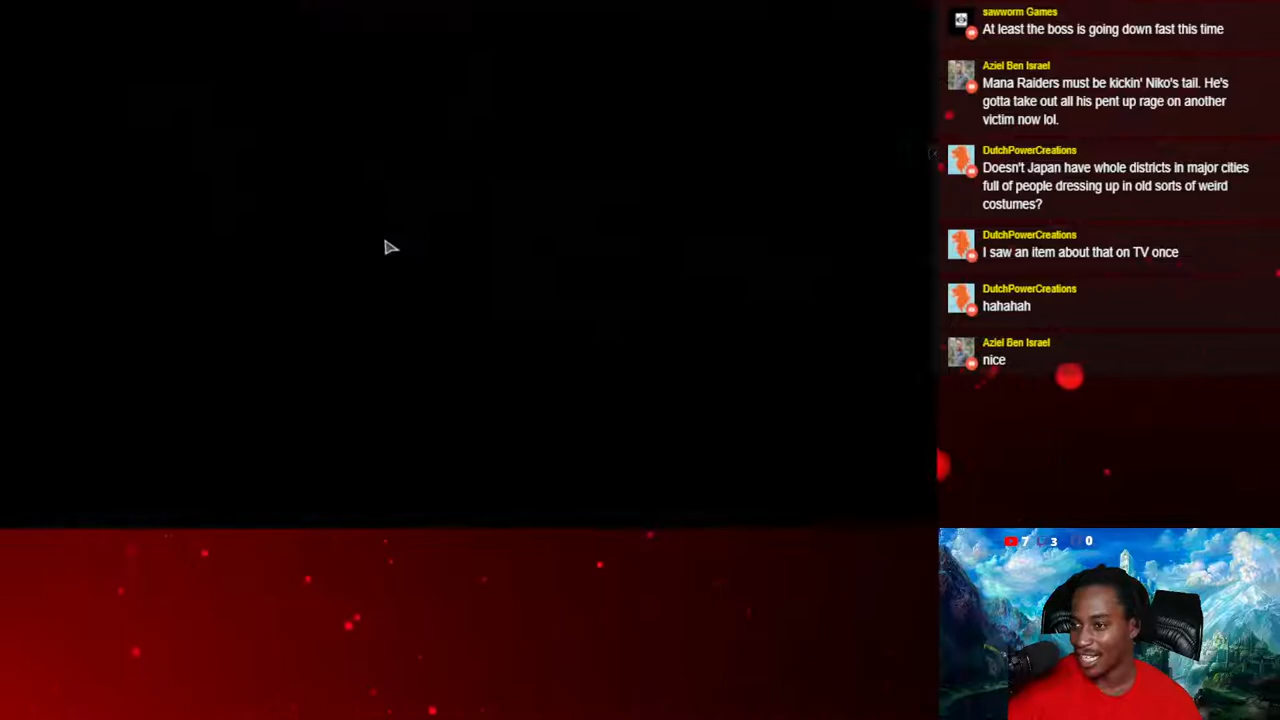 sawworm Games
At least the boss is going down fast this time
Aziel Ben Israel
Mana Raiders must be kickin' Niko's tail. He's
gotta take out all his pent up rage on another
victim now lol.
DutchPowerCreations
Doesn't Japan have whole districts in major cities
full of people dressing up in old sorts of weird
costumes?
DutchPowerCreations
I saw an item about that on TV once
DutchPowerCreations
hahahah
Aziel Ben Israel
nice
7 3 0